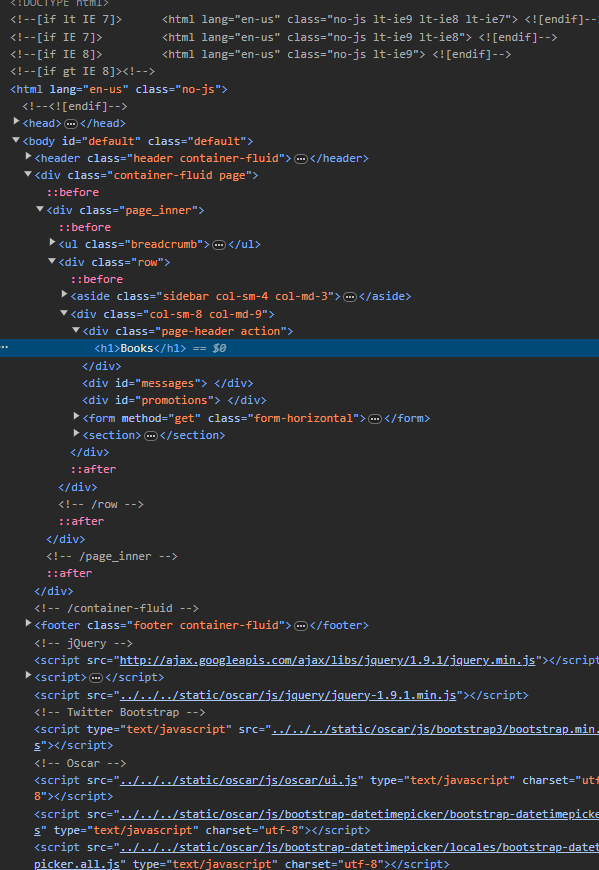 <!DOCTYPE html>
<!--[if lt IE 7]>      <html lang="en-us" class="no-js lt-ie9 lt-ie8 lt-ie7"> <![endif]--
<!--[if IE 7]>         <html lang="en-us" class="no-js lt-ie9 lt-ie8"> <![endif]-->
<!--[if IE 8]>         <html lang="en-us" class="no-js lt-ie9"> <![endif]-->
<!--[if gt IE 8]><!-->
<html lang="en-us" class="no-js">
<!--<![endif]-->
<head>…</head>
<body id="default" class="default">
<header class="header container-fluid">…</header>
<div class="container-fluid page">
::before
<div class="page_inner">
::before
<ul class="breadcrumb">…</ul>
<div class="row">
::before
<aside class="sidebar col-sm-4 col-md-3">…</aside>
<div class="col-sm-8 col-md-9">
<div class="page-header action">
… <h1>Books</h1> == $0
</div>
<div id="messages"> </div>
<div id="promotions"> </div>
<form method="get" class="form-horizontal">…</form>
<section>…</section>
</div>
::after
</div>
<!-- /row -->
::after
</div>
<!-- /page_inner -->
::after
</div>
<!-- /container-fluid -->
<footer class="footer container-fluid">…</footer>
<!-- jQuery -->
<script src="http://ajax.googleapis.com/ajax/libs/jquery/1.9.1/jquery.min.js"></script
<script>…</script>
<script src="../../../static/oscar/js/jquery/jquery-1.9.1.min.js"></script>
<!-- Twitter Bootstrap -->
<script type="text/javascript" src="../../../static/oscar/js/bootstrap3/bootstrap.min.
s"></script>
<!-- Oscar -->
<script src="../../../static/oscar/js/oscar/ui.js" type="text/javascript" charset="utf
8"></script>
<script src="../../../static/oscar/js/bootstrap-datetimepicker/bootstrap-datetimepicke
s" type="text/javascript" charset="utf-8"></script>
<script src="../../../static/oscar/js/bootstrap-datetimepicker/locales/bootstrap-datet
picker.all.js" type="text/javascript" charset="utf-8"></script>